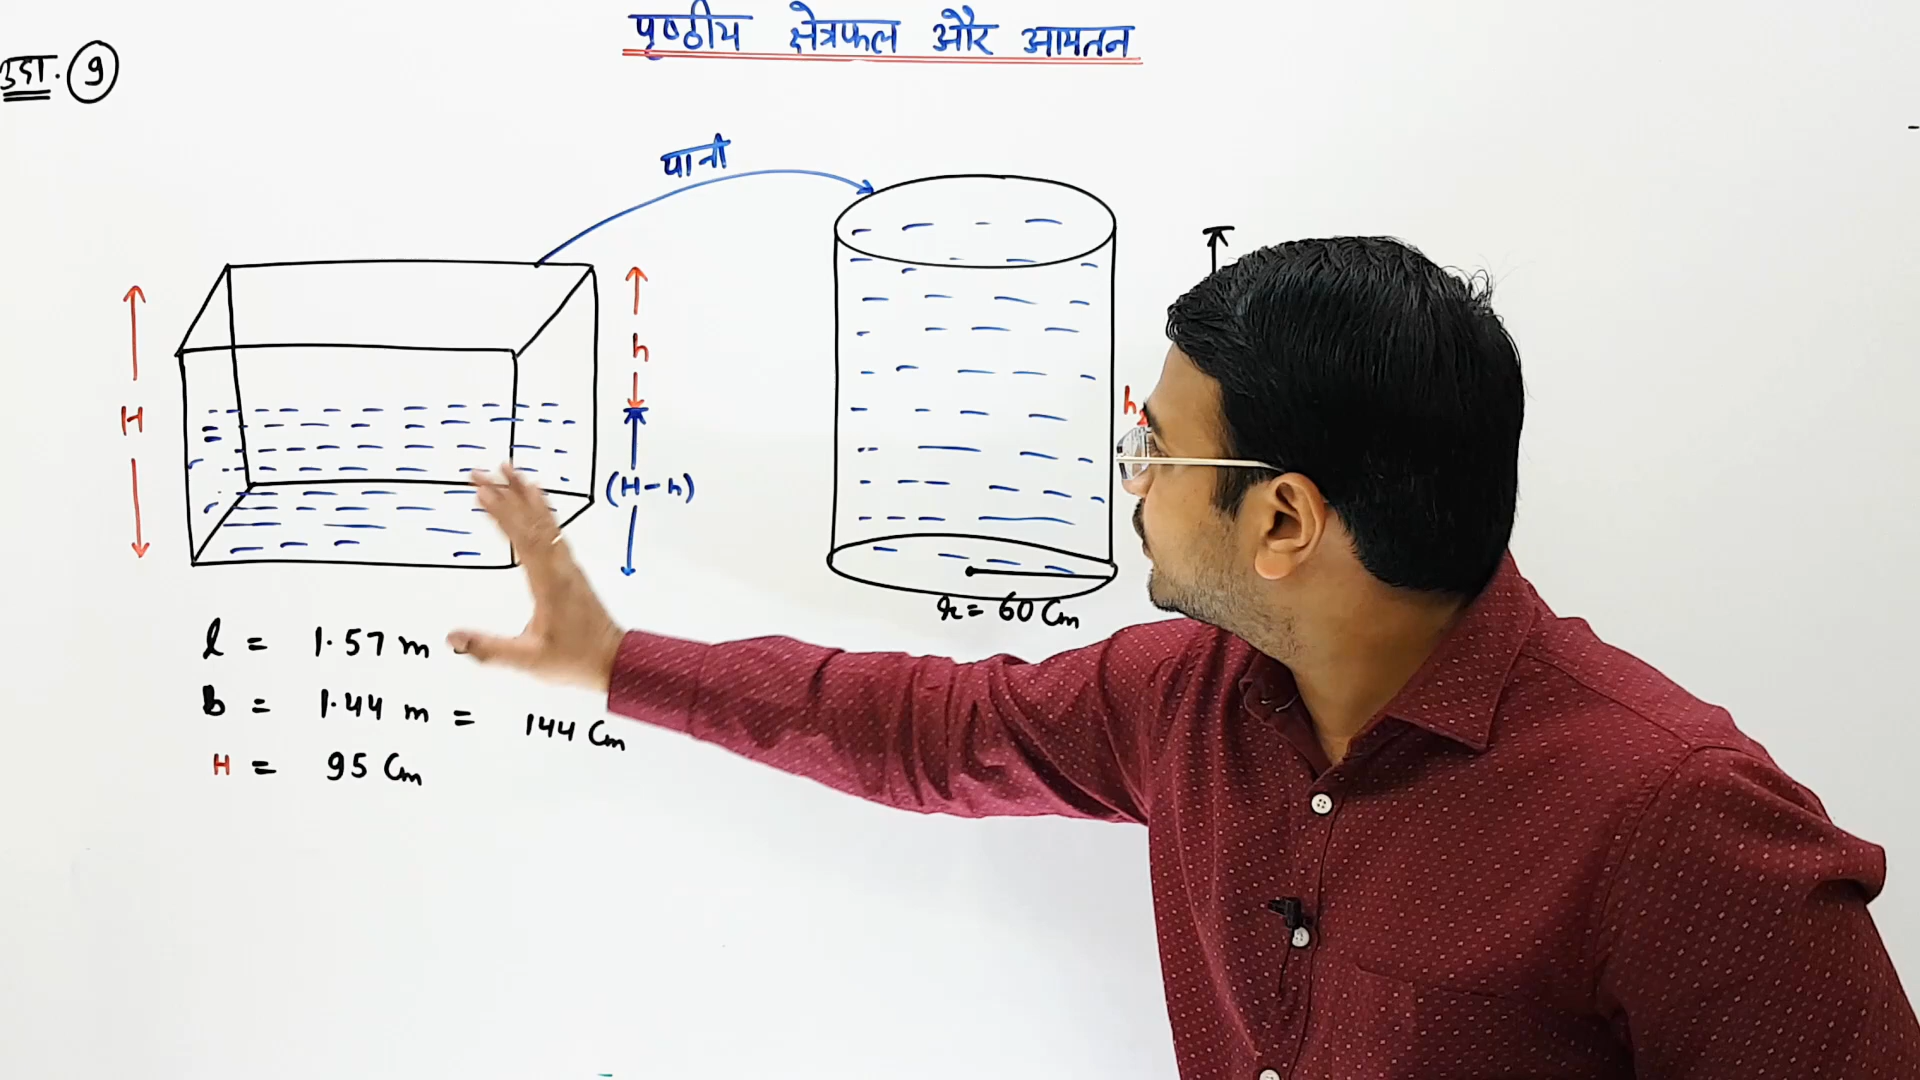 पृष्ठीय क्षेत्रफल और आयतन
उदा. 9
पानी
H
h
(H-h)
h
r = 60 Cm
l = 1.57 m =
b = 1.44 m = 144 Cm
H = 95 Cm